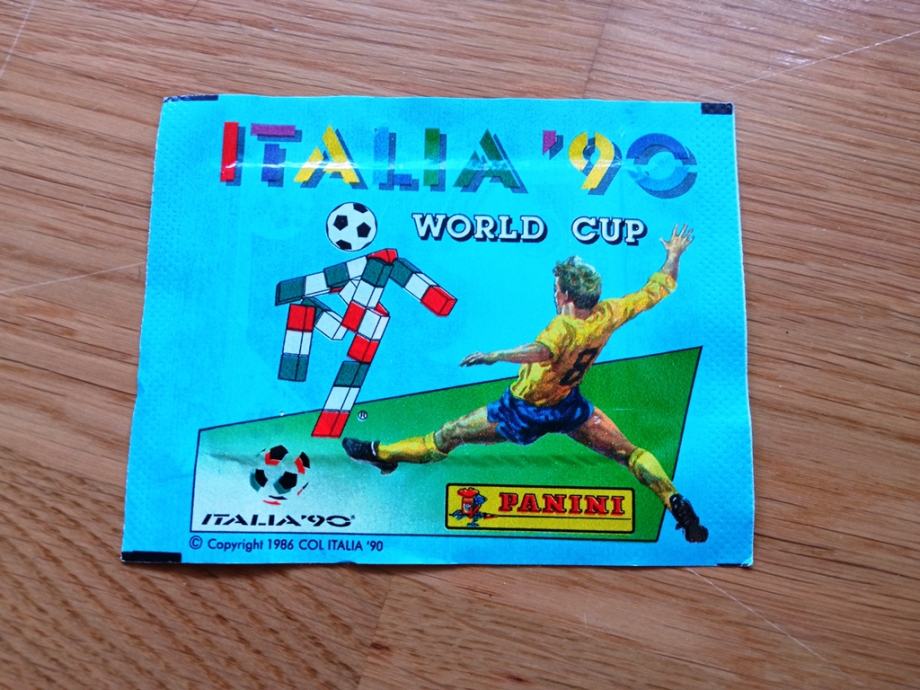 ITALIA '90
WORLD CUP
8
®
PANINI
ITALIA'90
© Copyright 1986 COL ITALIA '90